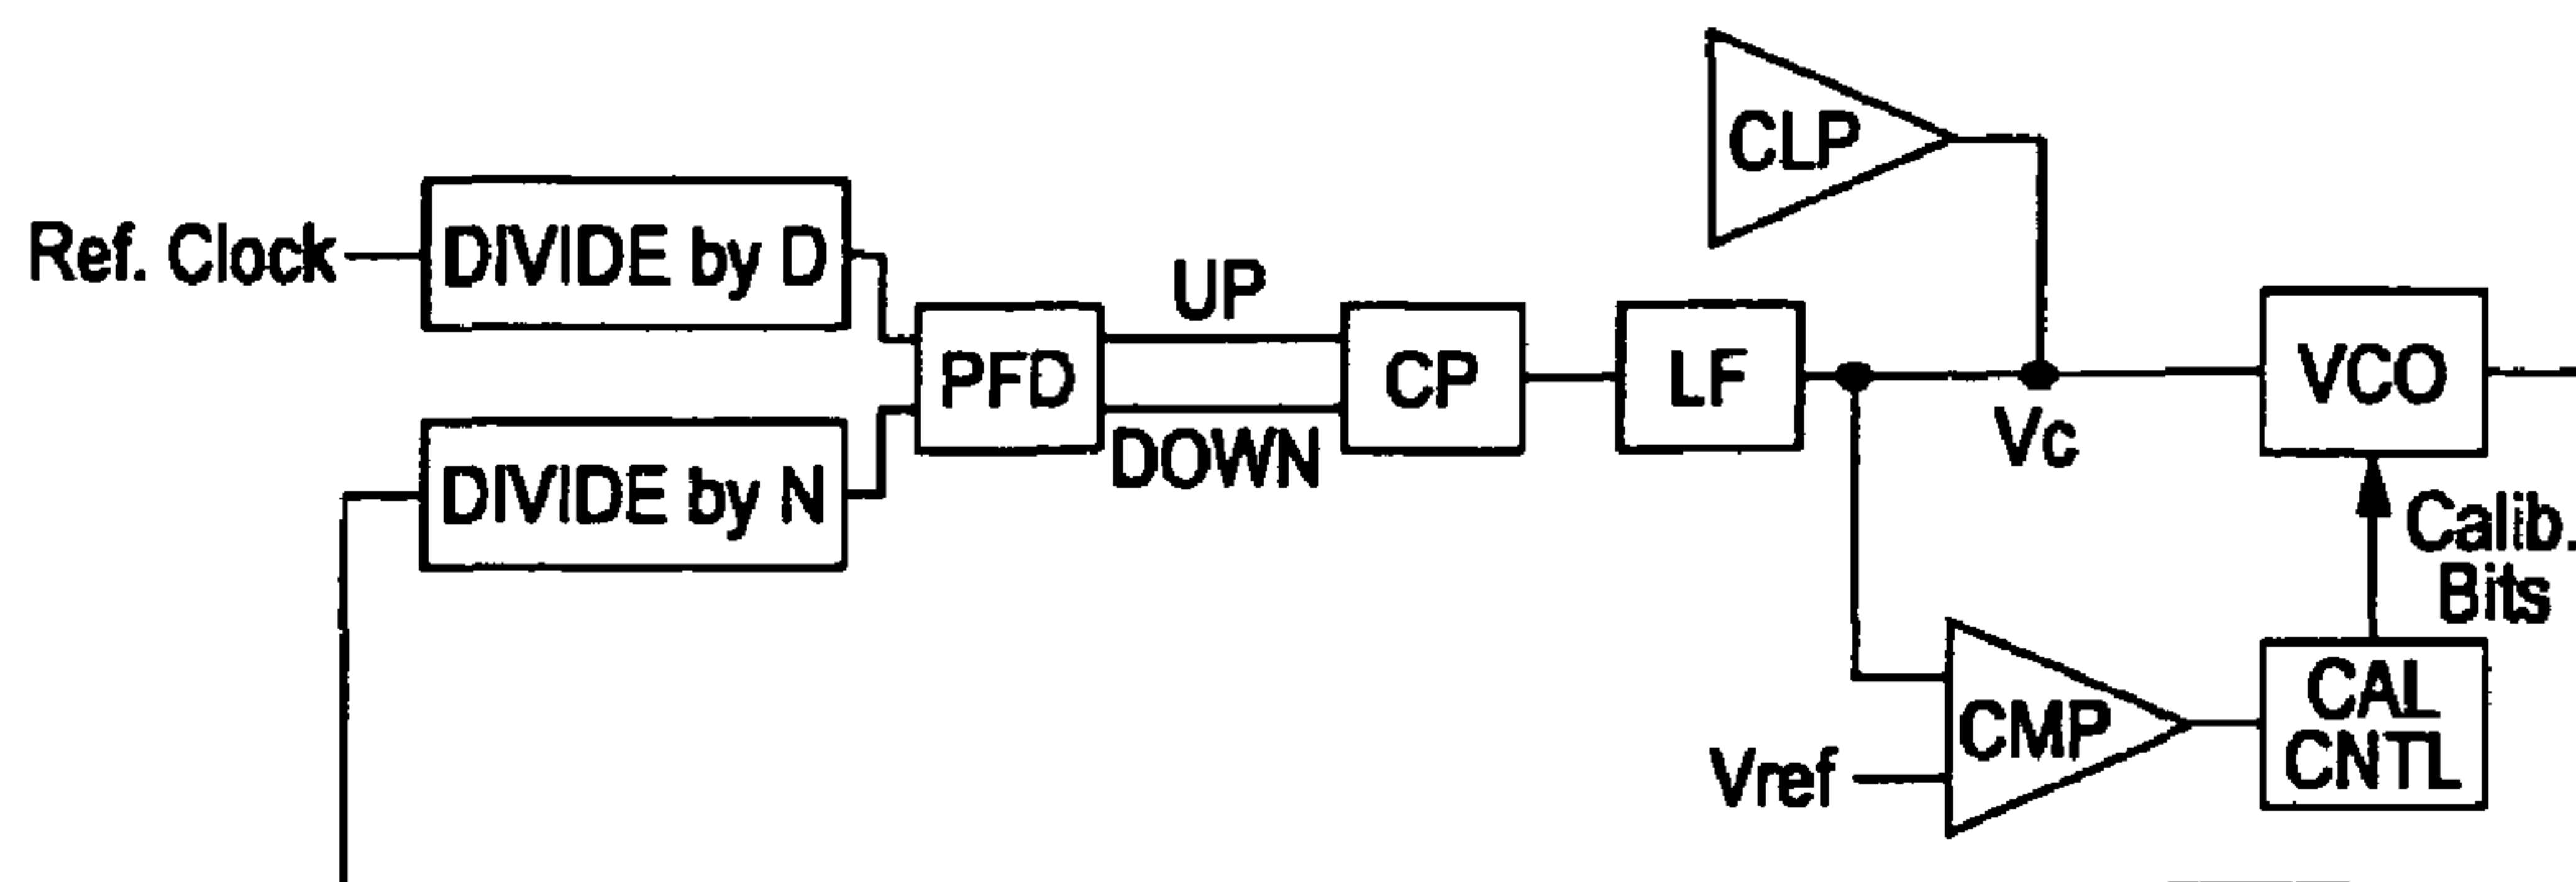 CLP
Ref. Clock
DIVIDE by D
UP
PFD
CP
LF
VCO
Vc
DOWN
DIVIDE by N
Calib.
Bits
CMP
Vref
CAL
CNTL